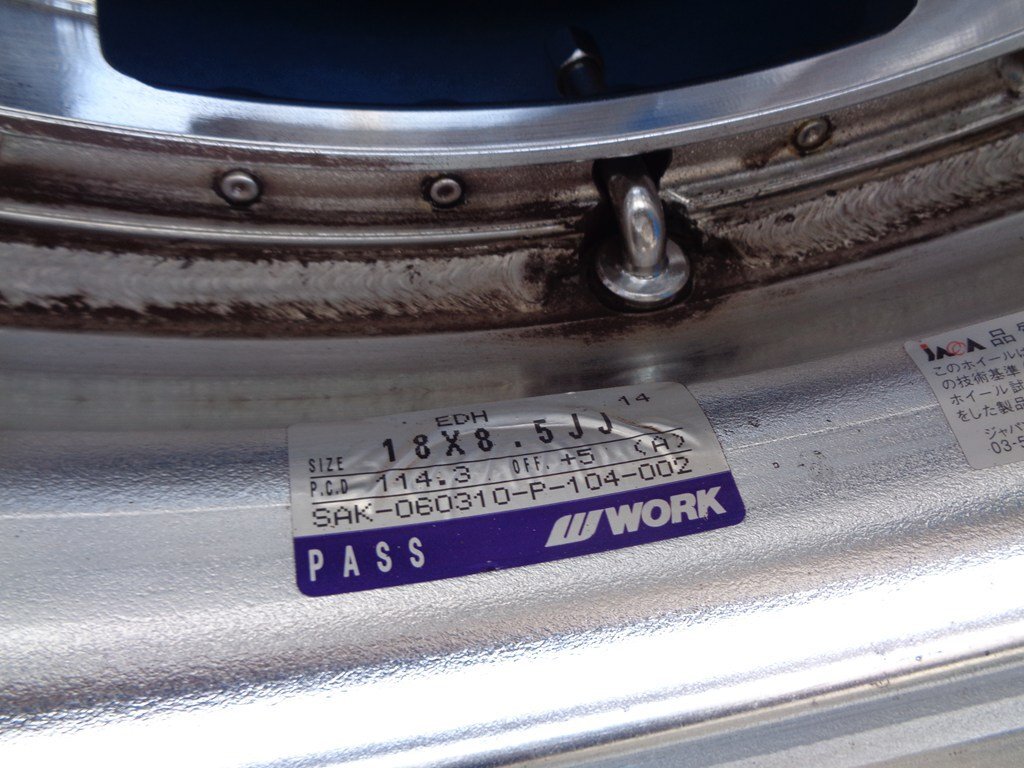 EDH 14
SIZE 18X8.5JJ
P.C.D 114.3 OFF. +5 (A)
SAK-060310-P-104-002
PASS WORK
JAWA 品
このホイールは
の技術基準
ホイール試
をした製品
ジャパ
03-5